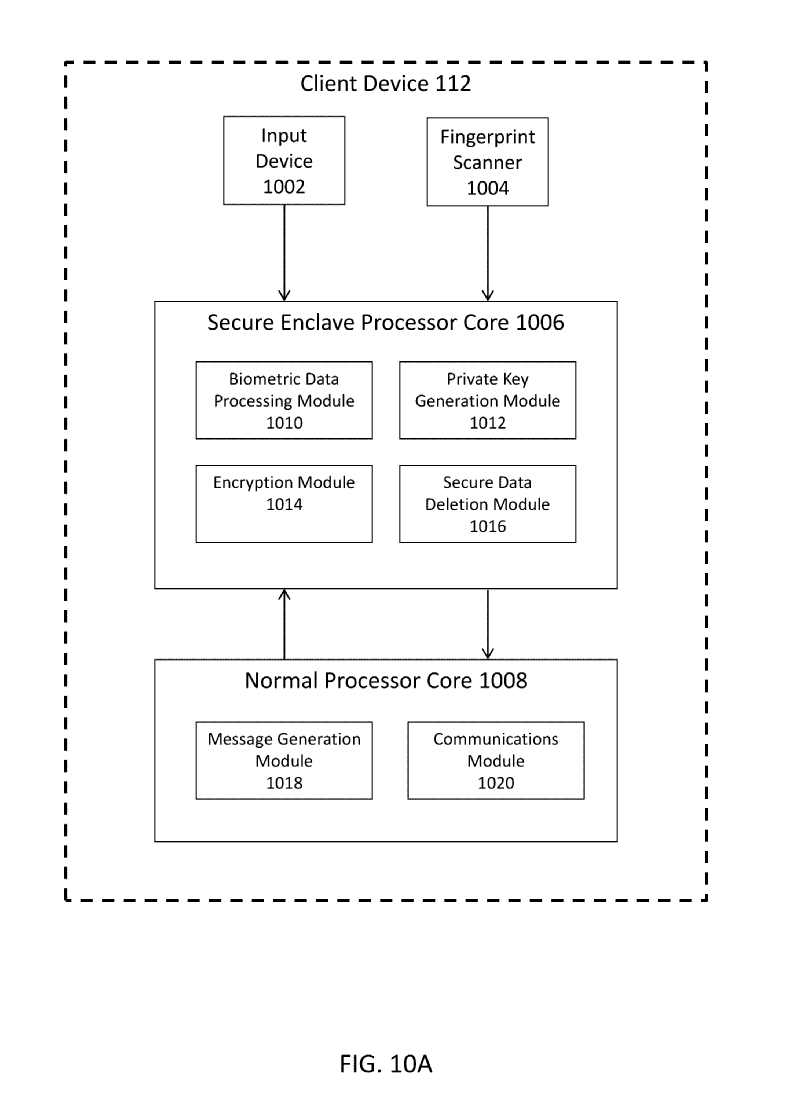 Client Device 112
Input
Device
1002
Fingerprint
Scanner
1004
Secure Enclave Processor Core 1006
Biometric Data
Processing Module
1010
Private Key
Generation Module
1012
Encryption Module
1014
Secure Data
Deletion Module
1016
Normal Processor Core 1008
Message Generation
Module
1018
Communications
Module
1020
FIG. 10A